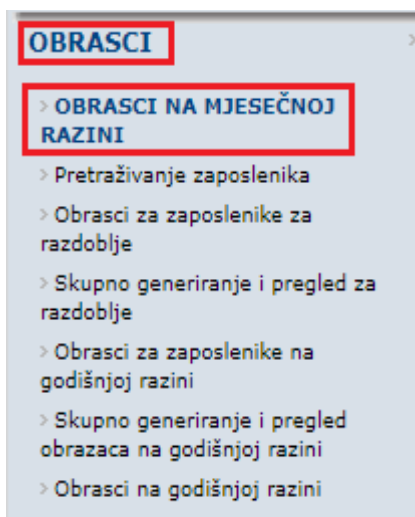 OBRASCI
> OBRASCI NA MJESEČNOJ
RAZINI
> Pretraživanje zaposlenika
> Obrasci za zaposlenike za
razdoblje
> Skupno generiranje i pregled za
razdoblje
> Obrasci za zaposlenike na
godišnjoj razini
> Skupno generiranje i pregled
obrazaca na godišnjoj razini
> Obrasci na godišnjoj razini